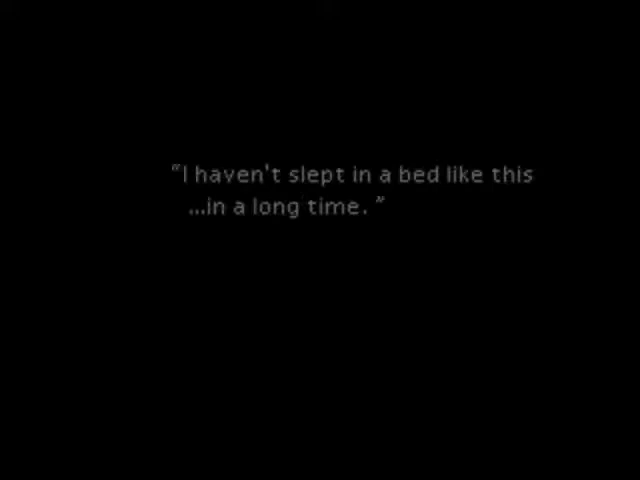 “I haven't slept in a bed like this
...in a long time. ”